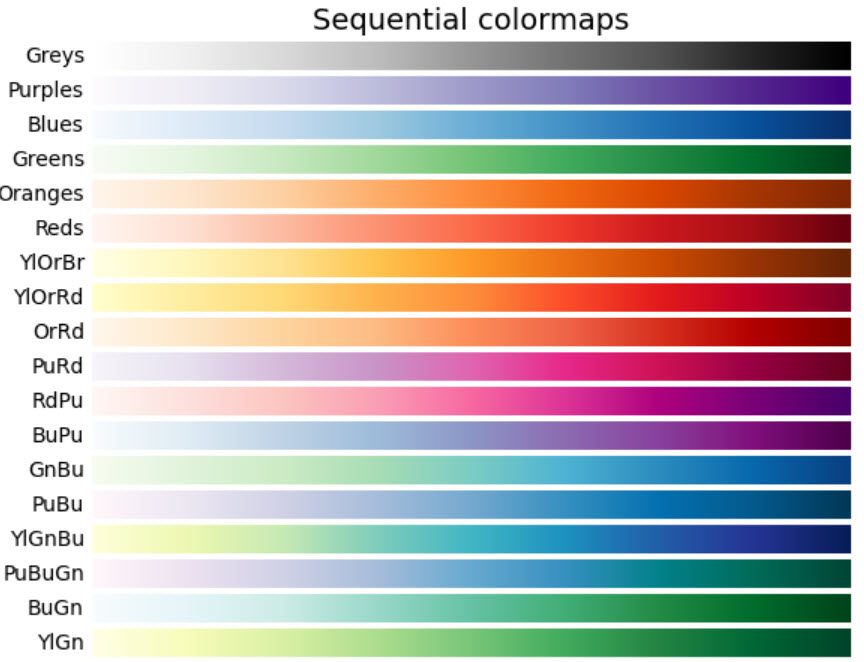 Sequential colormaps
Greys
Purples
Blues
Greens
Oranges
Reds
YlOrBr
YlOrRd
OrRd
PuRd
RdPu
BuPu
GnBu
PuBu
YlGnBu
PuBuGn
BuGn
YlGn